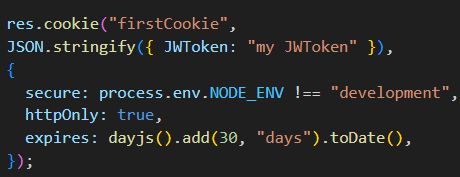 res.cookie("firstCookie",
JSON.stringify({ JWToken: "my JWToken" }),
{
  secure: process.env.NODE_ENV !== "development",
  httpOnly: true,
  expires: dayjs().add(30, "days").toDate(),
});